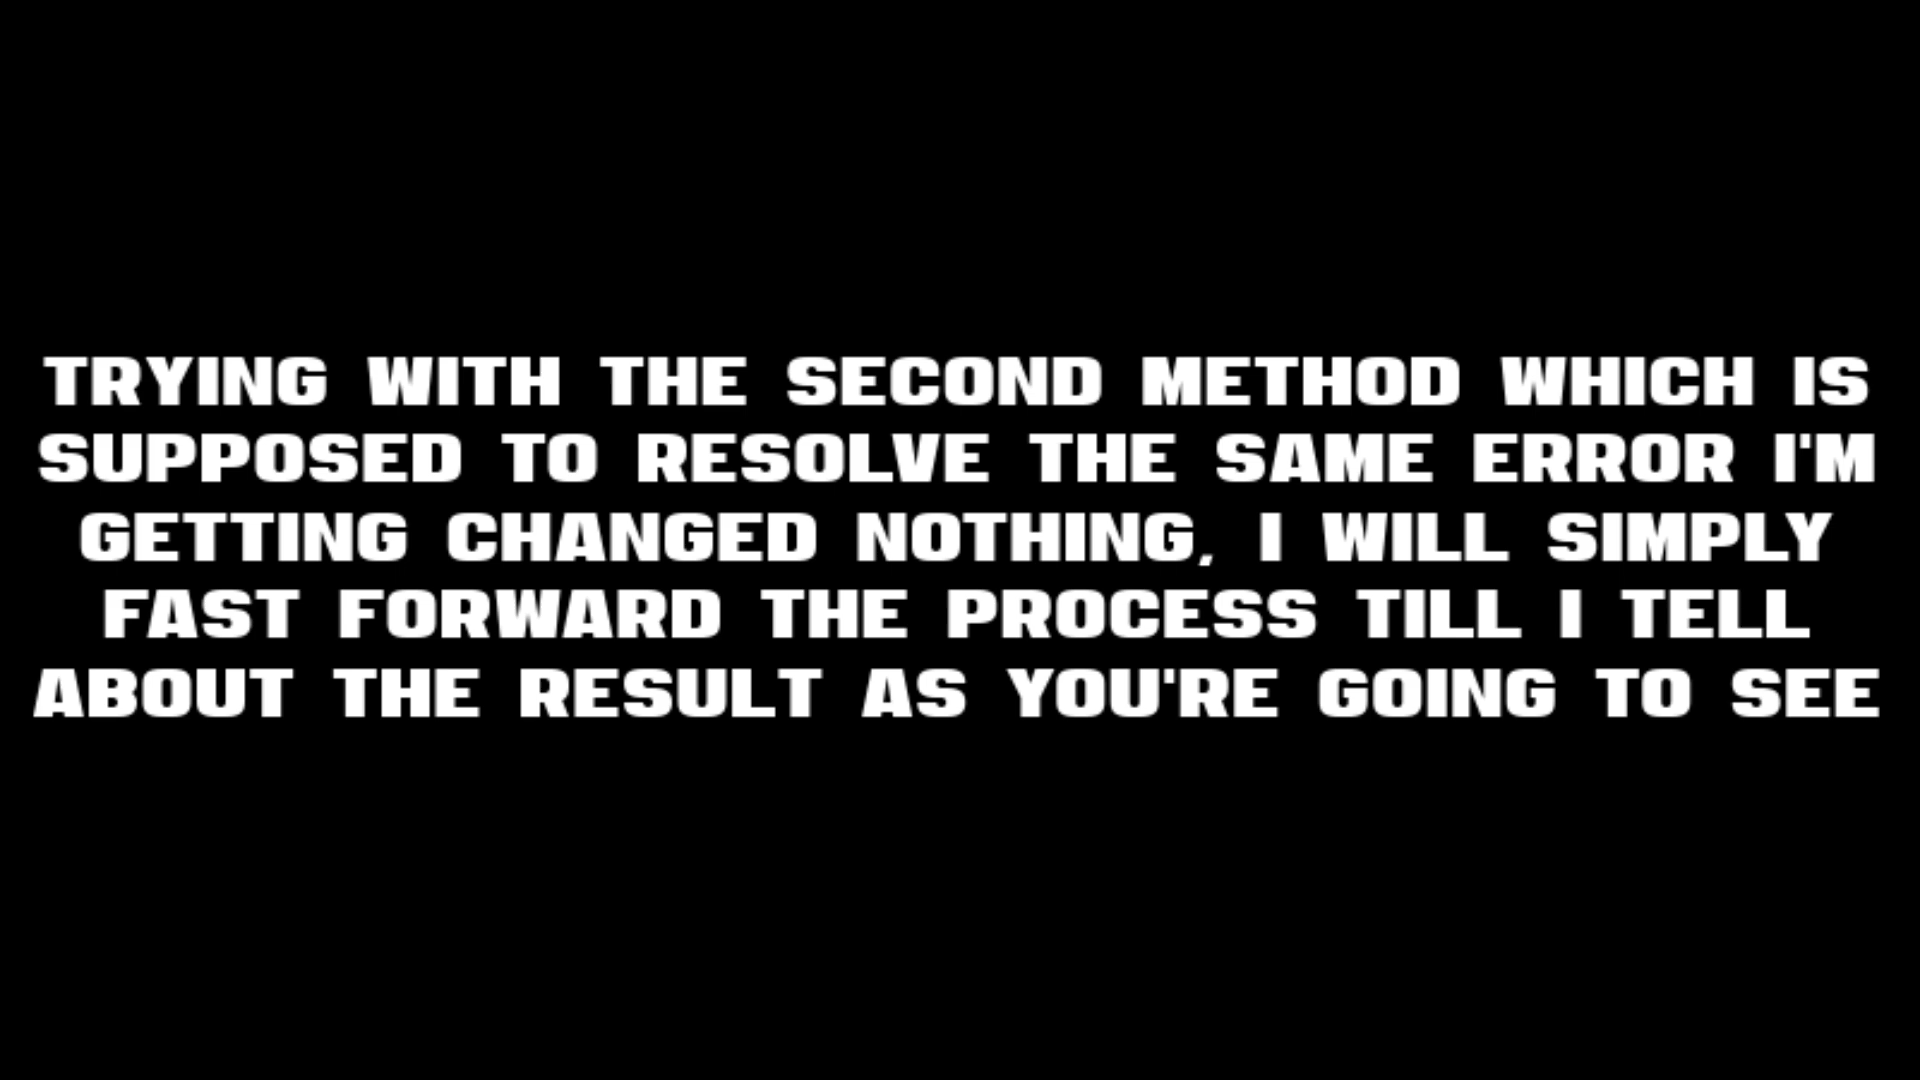 TRYING WITH THE SECOND METHOD WHICH IS
SUPPOSED TO RESOLVE THE SAME ERROR I'M
GETTING CHANGED NOTHING, I WILL SIMPLY
FAST FORWARD THE PROCESS TILL I TELL
ABOUT THE RESULT AS YOU'RE GOING TO SEE